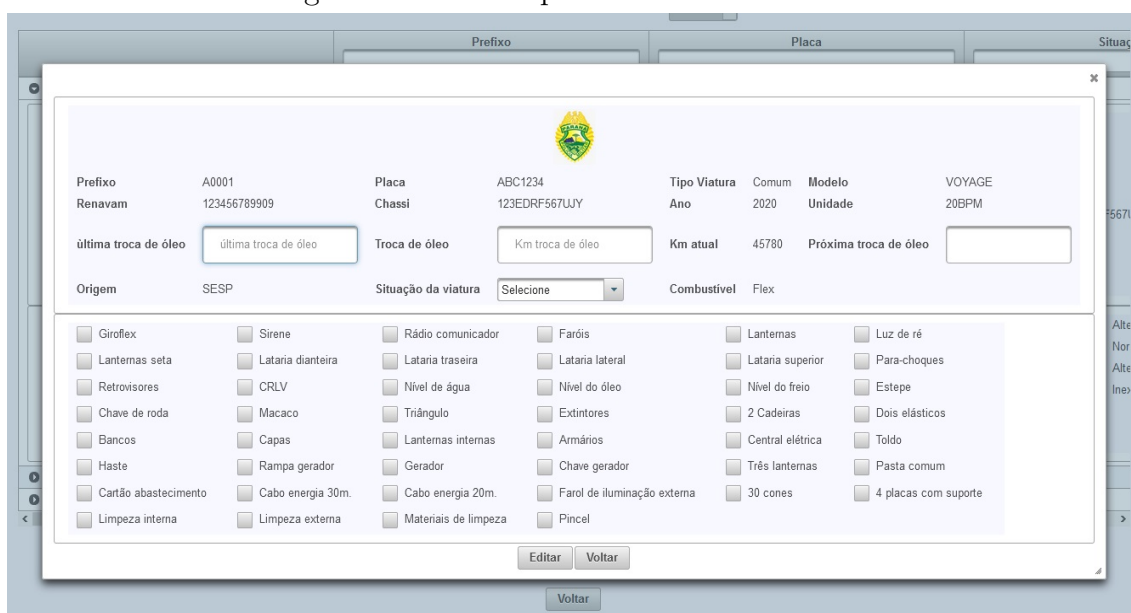 Prefixo Placa Situaç
Prefixo A0001 Placa ABC1234 Tipo Viatura Comum Modelo VOYAGE
Renavam 123456789909 Chassi 123EDRF567UJY Ano 2020 Unidade 20BPM
ùltima troca de óleo última troca de óleo Troca de óleo Km troca de óleo Km atual 45780 Próxima troca de óleo
Origem SESP Situação da viatura Selecione Combustível Flex
Giroflex Sirene Rádio comunicador Faróis Lanternas Luz de ré
Lanternas seta Lataria dianteira Lataria traseira Lataria lateral Lataria superior Para-choques
Retrovisores CRLV Nível de água Nível do óleo Nível do freio Estepe
Chave de roda Macaco Triângulo Extintores 2 Cadeiras Dois elásticos
Bancos Capas Lanternas internas Armários Central elétrica Toldo
Haste Rampa gerador Gerador Chave gerador Três lanternas Pasta comum
Cartão abastecimento Cabo energia 30m. Cabo energia 20m. Farol de iluminação externa 30 cones 4 placas com suporte
Limpeza interna Limpeza externa Materiais de limpeza Pincel
Editar Voltar
Voltar